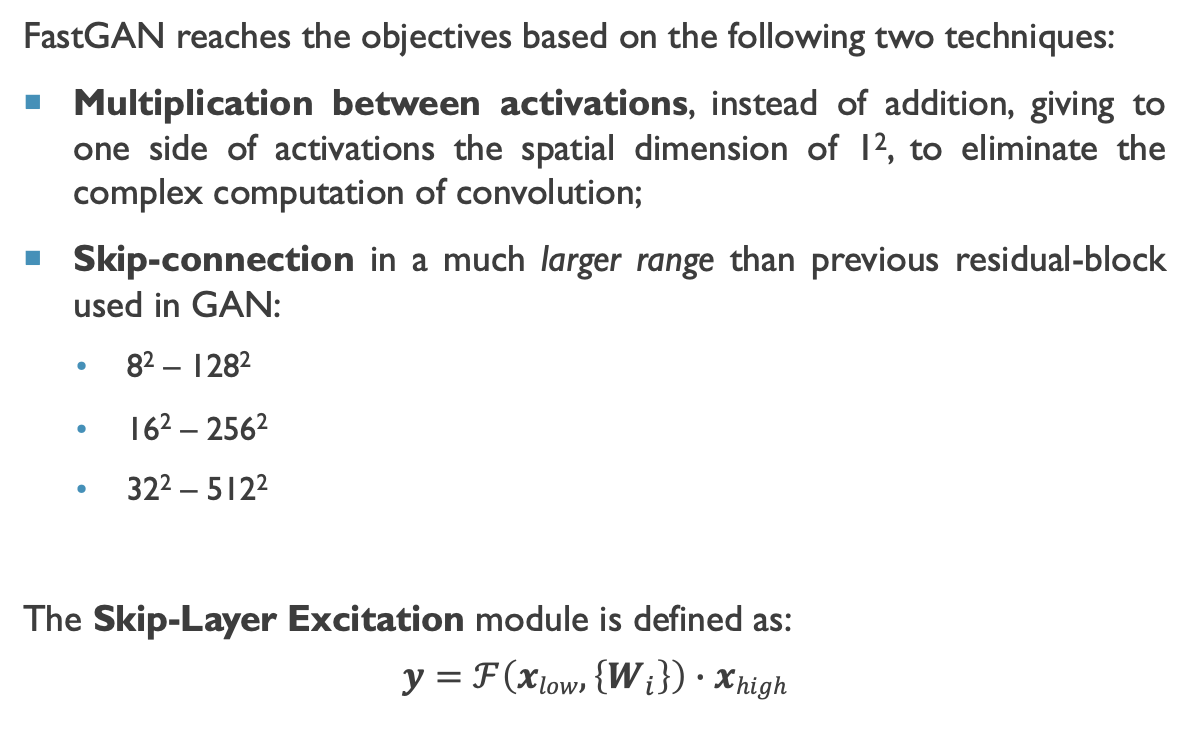 FastGAN reaches the objectives based on the following two techniques:
▪ Multiplication between activations, instead of addition, giving to
one side of activations the spatial dimension of 1², to eliminate the
complex computation of convolution;
▪ Skip-connection in a much larger range than previous residual-block
used in GAN:
• 8² – 128²
• 16² – 256²
• 32² – 512²
The Skip-Layer Excitation module is defined as:
𝒚 = ℱ(𝒙_low, {𝑾_i}) · 𝒙_high